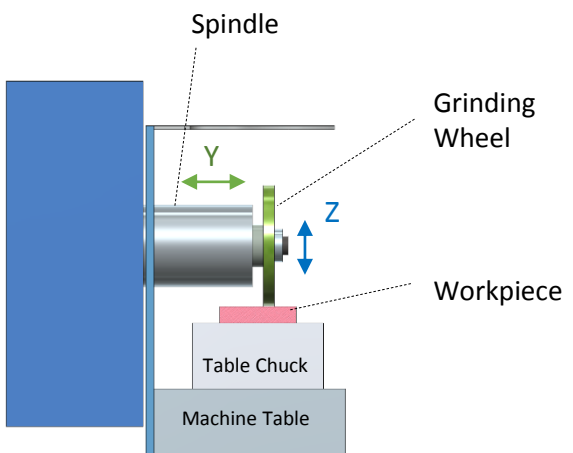 Spindle
Grinding
Wheel
Y
Z
Workpiece
Table Chuck
Machine Table